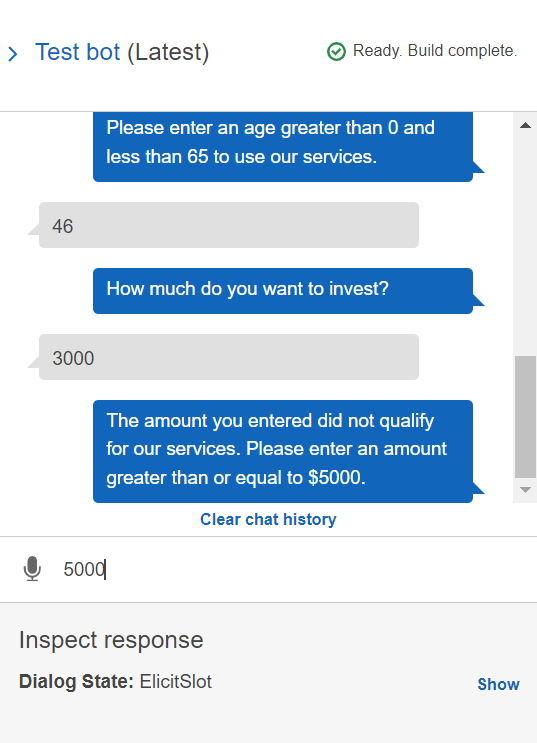 Test bot (Latest)
Ready. Build complete.
Please enter an age greater than 0 and
less than 65 to use our services.
46
How much do you want to invest?
3000
The amount you entered did not qualify
for our services. Please enter an amount
greater than or equal to $5000.
Clear chat history
5000
Inspect response
Dialog State: ElicitSlot
Show